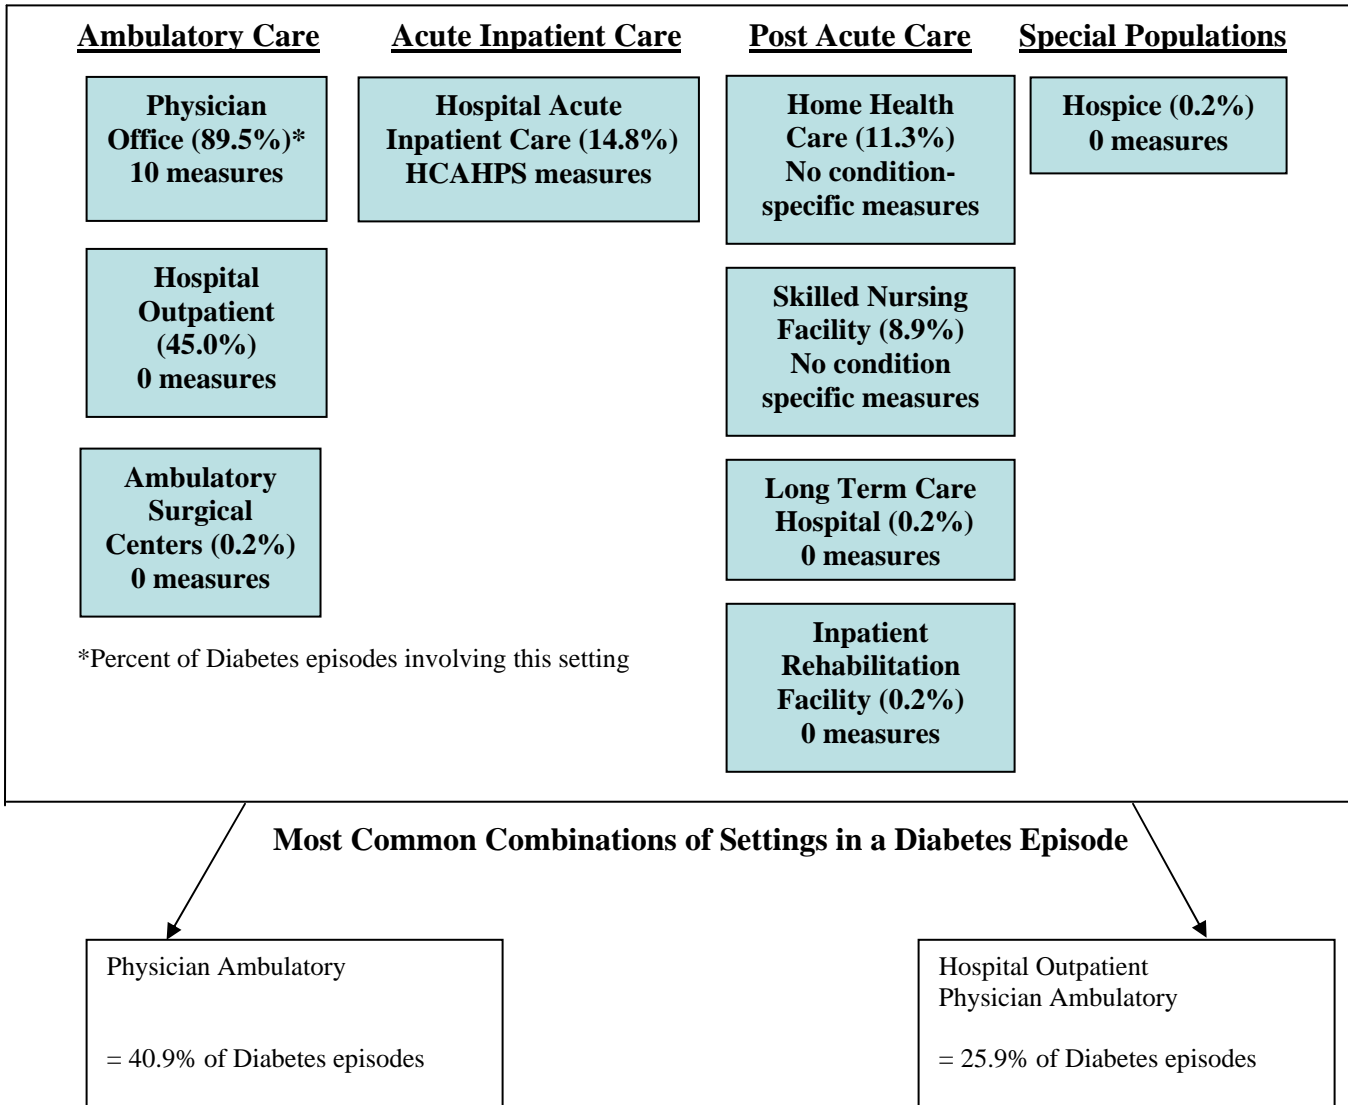 Ambulatory Care
Physician
Office (89.5%)*
10 measures
Hospital
Outpatient
(45.0%)
0 measures
Ambulatory
Surgical
Centers (0.2%)
0 measures
*Percent of Diabetes episodes involving this setting
Acute Inpatient Care
Hospital Acute
Inpatient Care (14.8%)
HCAHPS measures
Post Acute Care
Home Health
Care (11.3%)
No condition-
specific measures
Skilled Nursing
Facility (8.9%)
No condition
specific measures
Long Term Care
Hospital (0.2%)
0 measures
Inpatient
Rehabilitation
Facility (0.2%)
0 measures
Special Populations
Hospice (0.2%)
0 measures
Most Common Combinations of Settings in a Diabetes Episode
Physician Ambulatory
= 40.9% of Diabetes episodes
Hospital Outpatient
Physician Ambulatory
= 25.9% of Diabetes episodes